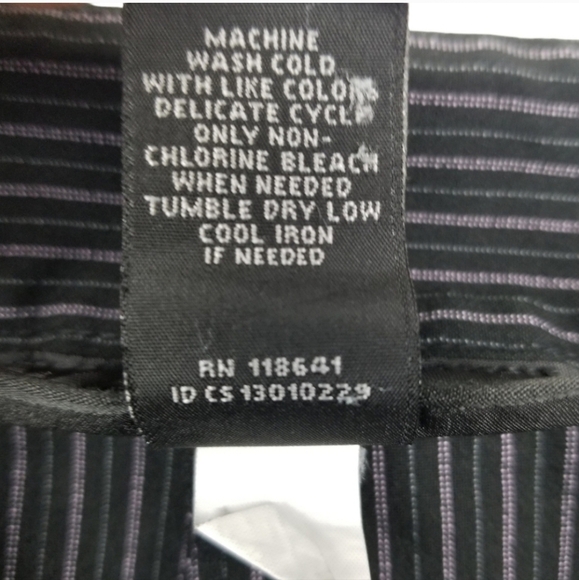 MACHINE
WASH COLD
WITH LIKE COLORS
DELICATE CYCLE
ONLY NON-
CHLORINE BLEACH
WHEN NEEDED
TUMBLE DRY LOW
COOL IRON
IF NEEDED
RN 118641
ID CS 13010229